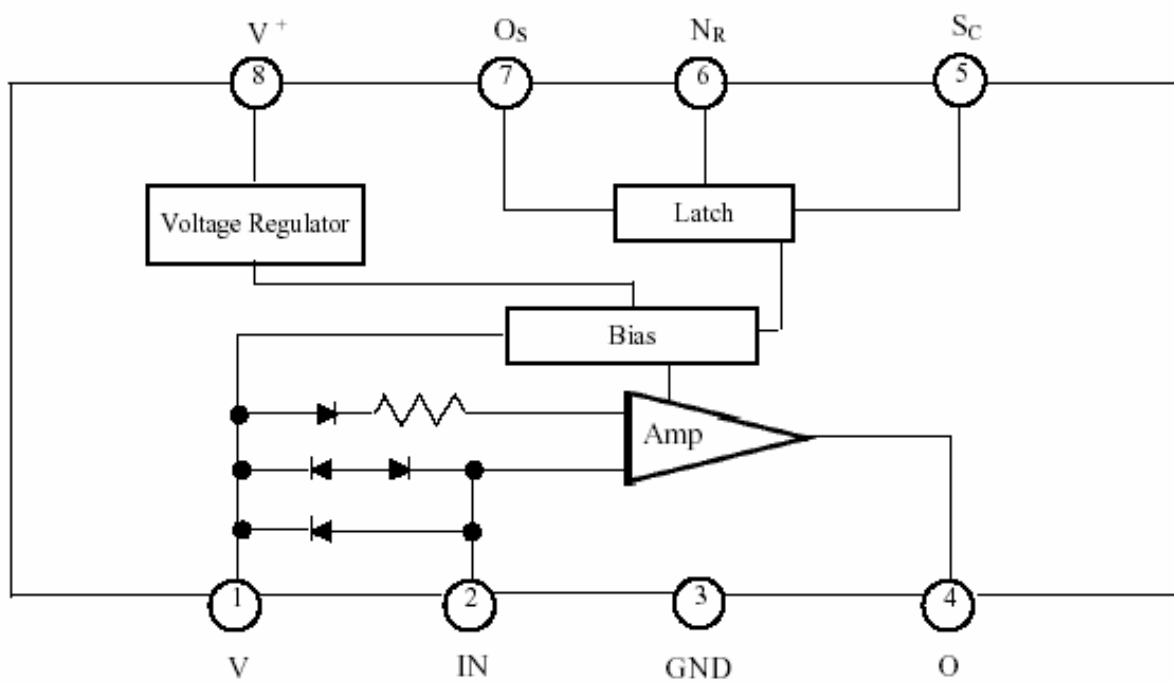 V+ OS NR SC
8 7 6 5
Voltage Regulator Latch
Bias
Amp
1 2 3 4
V IN GND O